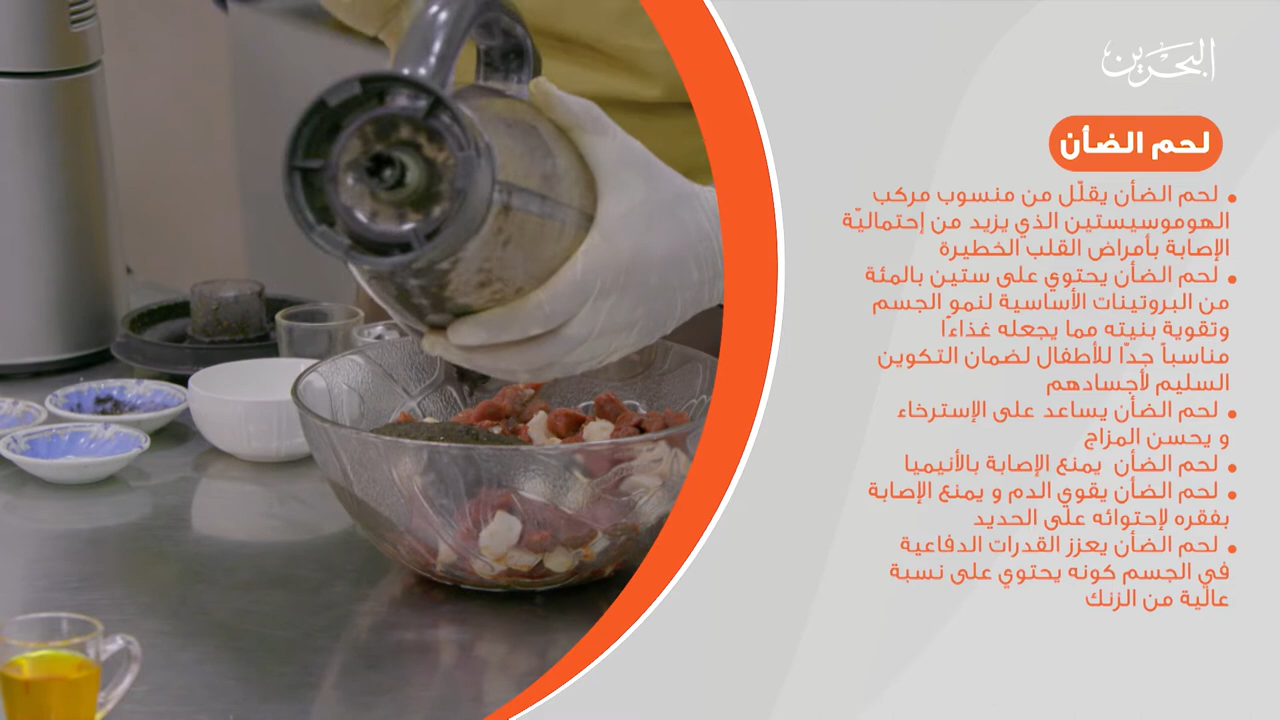 البحرين
لحم الضأن
• لحم الضأن يقلّل من منسوب مركب
الهوموسيستين الذي يزيد من إحتماليّة
الإصابة بأمراض القلب الخطيرة
• لحم الضأن يحتوي على ستين بالمئة
من البروتينات الأساسية لنمو الجسم
وتقوية بنيته مما يجعله غذاءًا
مناسباً جدّا للأطفال لضمان التكوين
السليم لأجسادهم
• لحم الضأن يساعد على الإسترخاء
و يحسن المزاج
• لحم الضأن يمنع الإصابة بالأنيميا
• لحم الضأن يقوي الدم و يمنع الإصابة
بفقره لإحتوائه على الحديد
• لحم الضأن يعزز القدرات الدفاعية
في الجسم كونه يحتوي على نسبة
عالية من الزنك